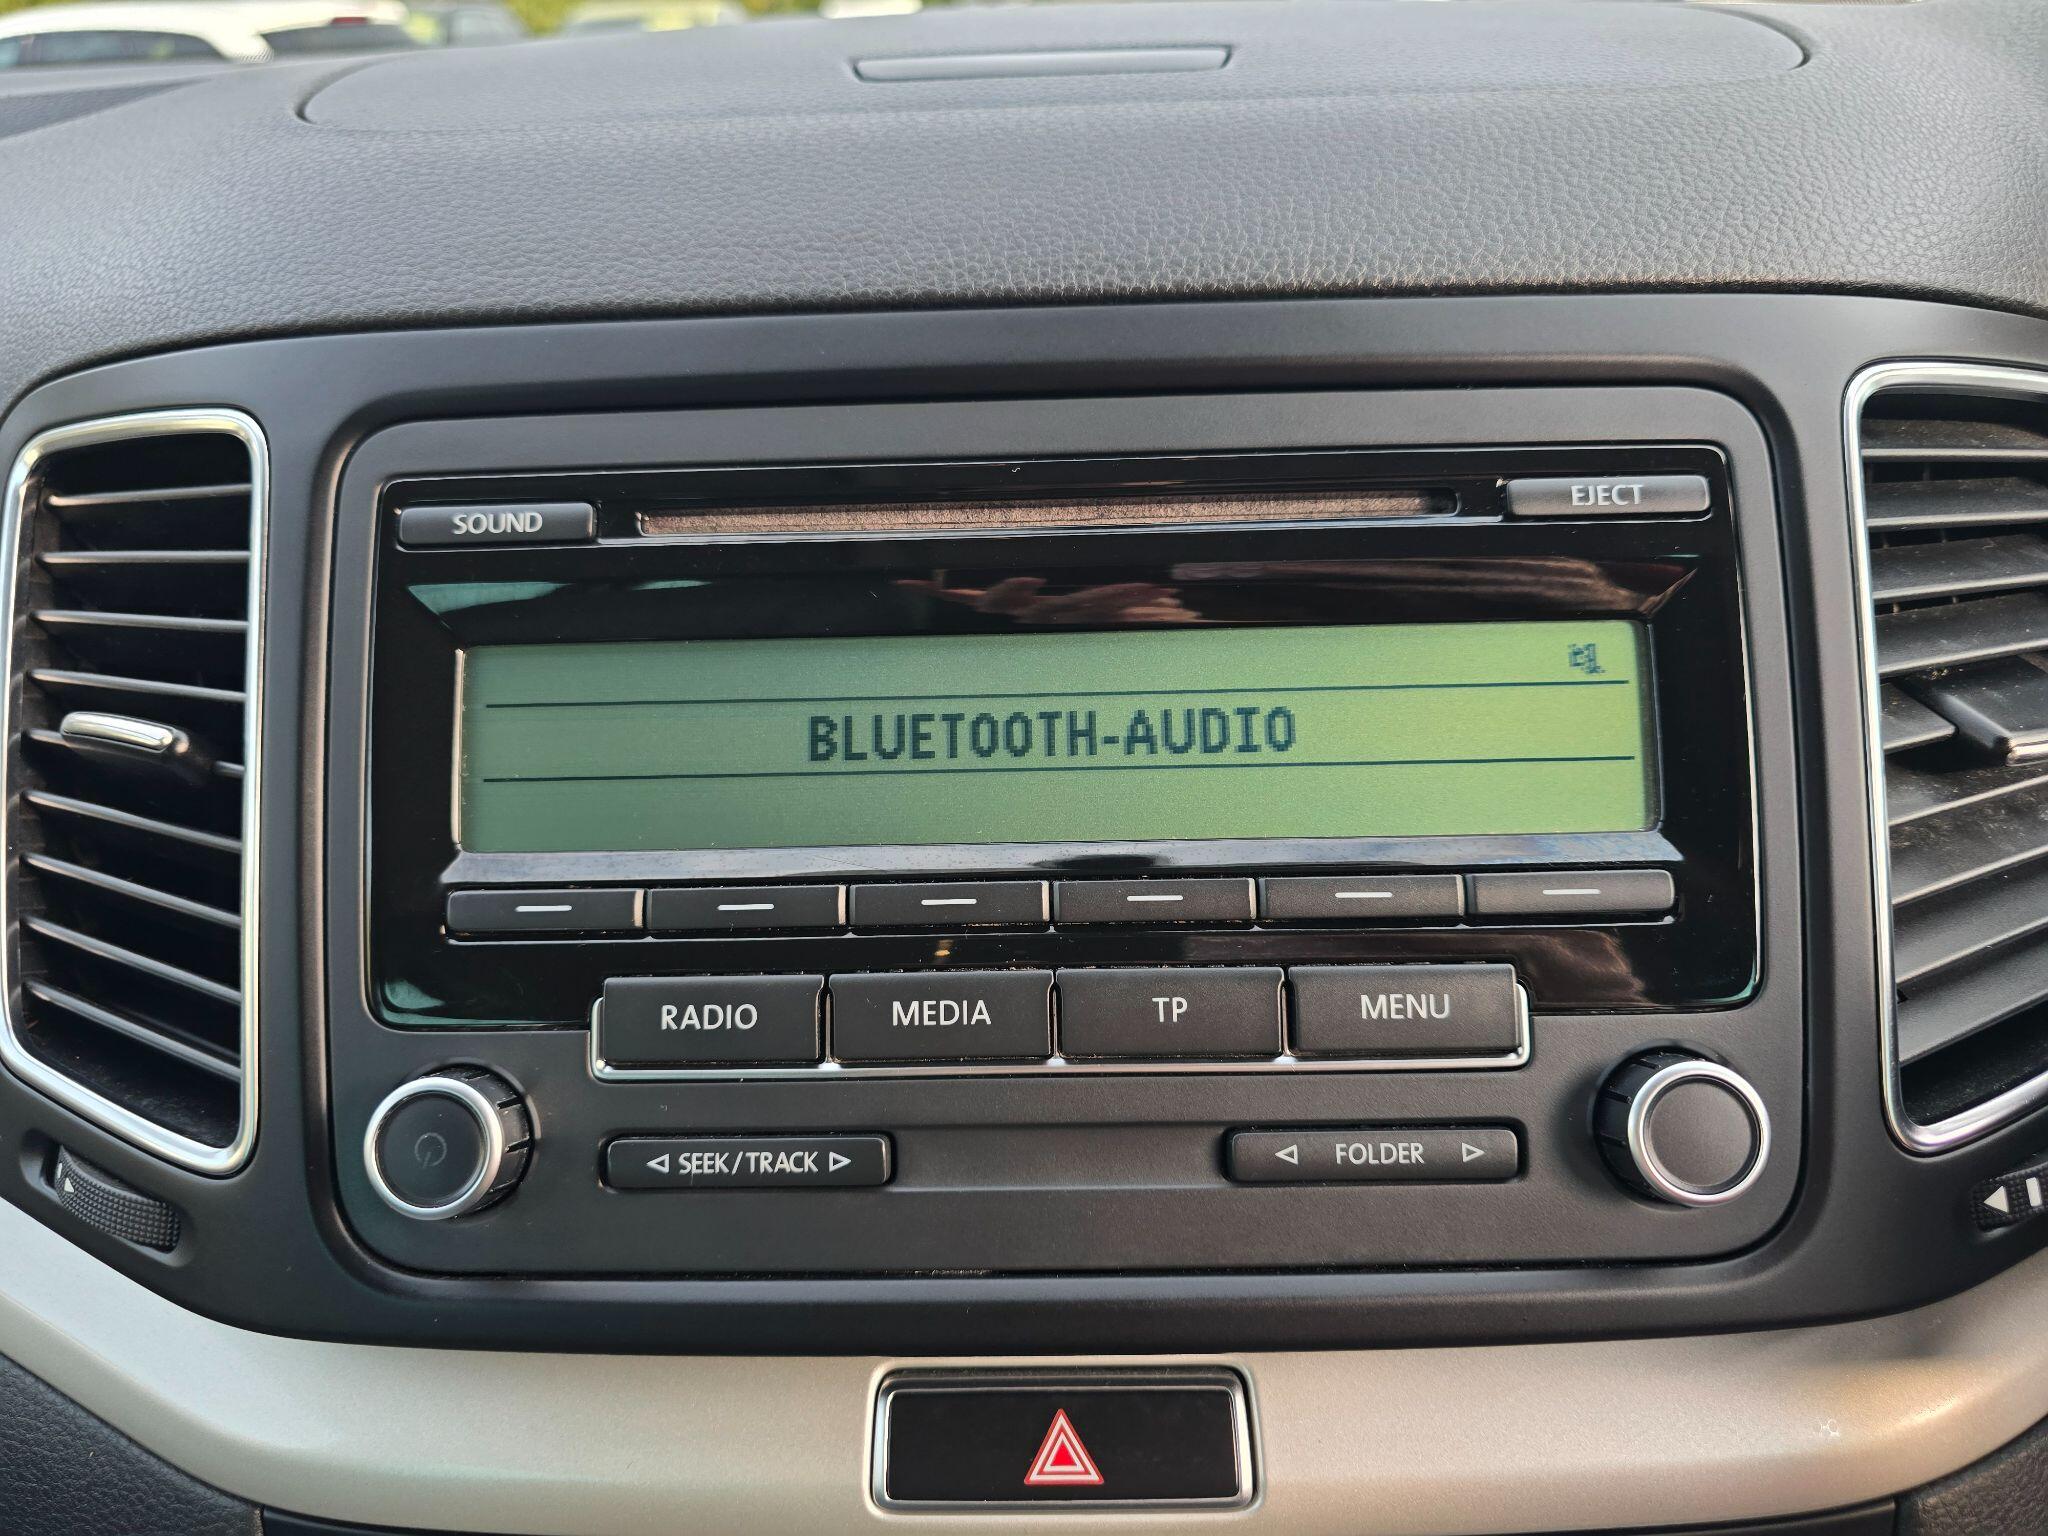 SOUND
EJECT
BLUETOOTH-AUDIO
RADIO
MEDIA
TP
MENU
SEEK/TRACK
FOLDER